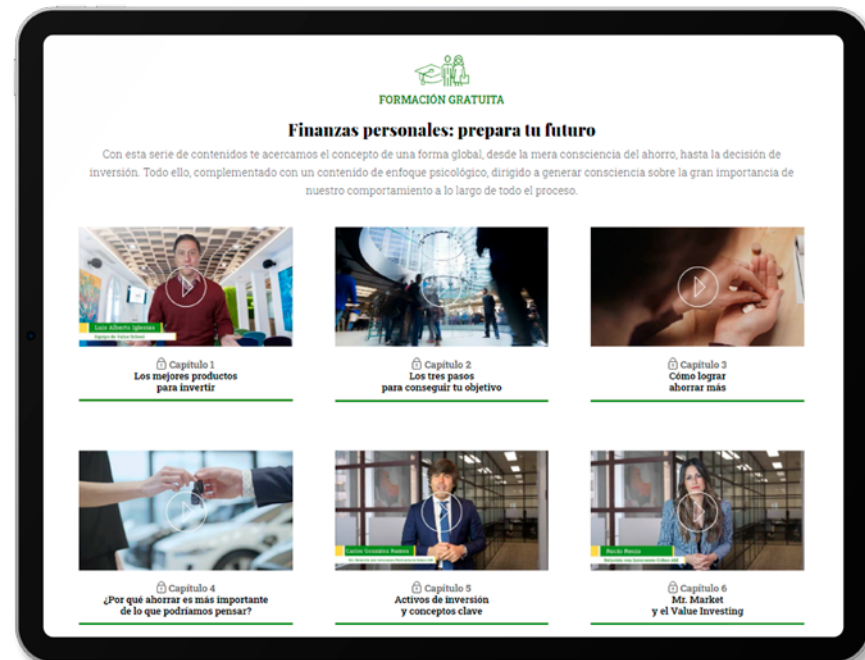 FORMACIÓN GRATUITA
Finanzas personales: prepara tu futuro
Con esta serie de contenidos te acercamos el concepto de una forma global, desde la mera consciencia del ahorro, hasta la decisión de
inversión. Todo ello, complementado con un contenido de enfoque psicológico, dirigido a generar consciencia sobre la gran importancia de
nuestro comportamiento a lo largo de todo el proceso.
Luis Alberto Iglesias
Equipo de Value School
Capítulo 1
Los mejores productos
para invertir
Capítulo 2
Los tres pasos
para conseguir tu objetivo
Capítulo 3
Cómo lograr
ahorrar más
Capítulo 4
¿Por qué ahorrar es más importante
de lo que podríamos pensar?
Carlos González Ramos
Capítulo 5
Activos de inversión
y conceptos clave
Capítulo 6
Mr. Market
y el Value Investing